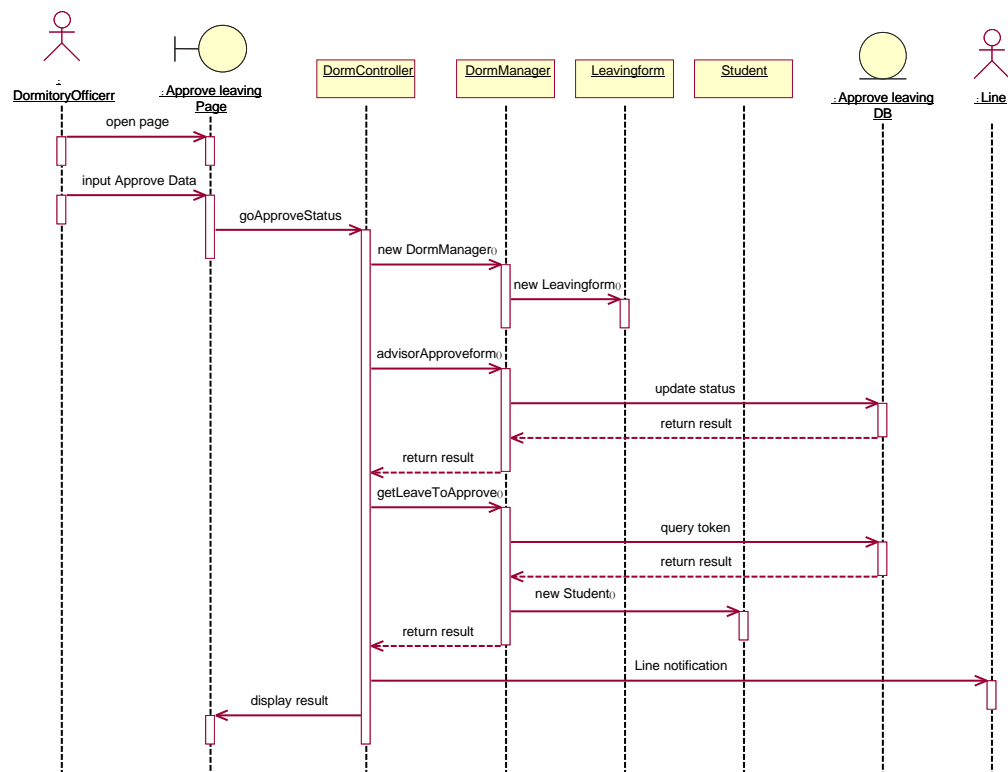 DormController
DormManager
Leavingform
Student
:
DormitoryOfficerr
: Approve leaving
Page
: Approve leaving
DB
: Line
open page
input Approve Data
goApproveStatus
new DormManager()
new Leavingform()
advisorApproveform()
update status
return result
return result
getLeaveToApprove()
query token
return result
new Student()
return result
Line notification
display result